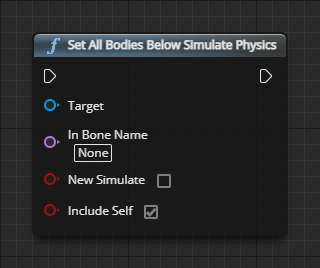 f Set All Bodies Below Simulate Physics
Target
In Bone Name
None
New Simulate
Include Self